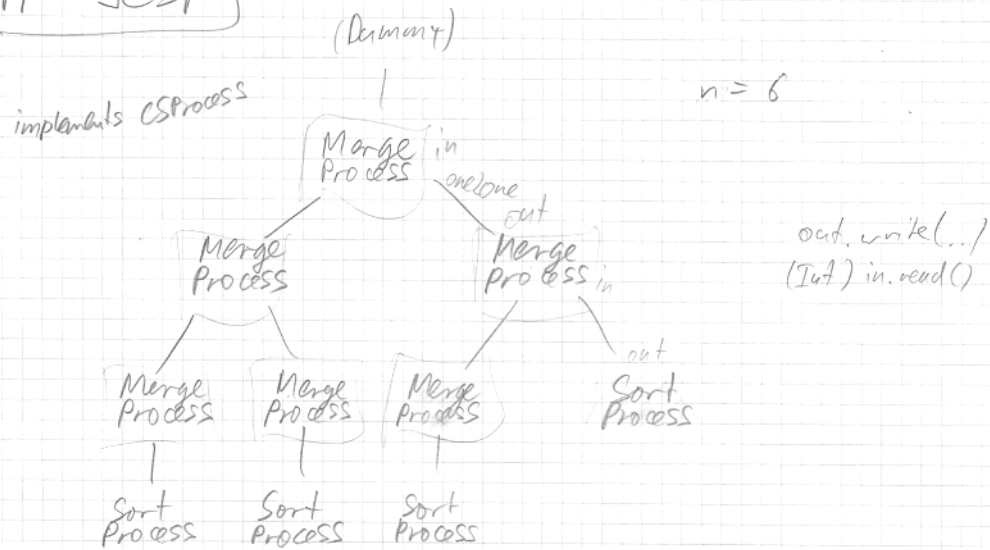 (Dummy)
n = 6
implements CSProcess
Merge in
Process
one2one
out
Merge
Process
Merge
Process in
out.write(..)
(Int) in.read()
out
Merge
Process
Merge
Process
Merge
Process
Sort
Process
Sort
Process
Sort
Process
Sort
Process